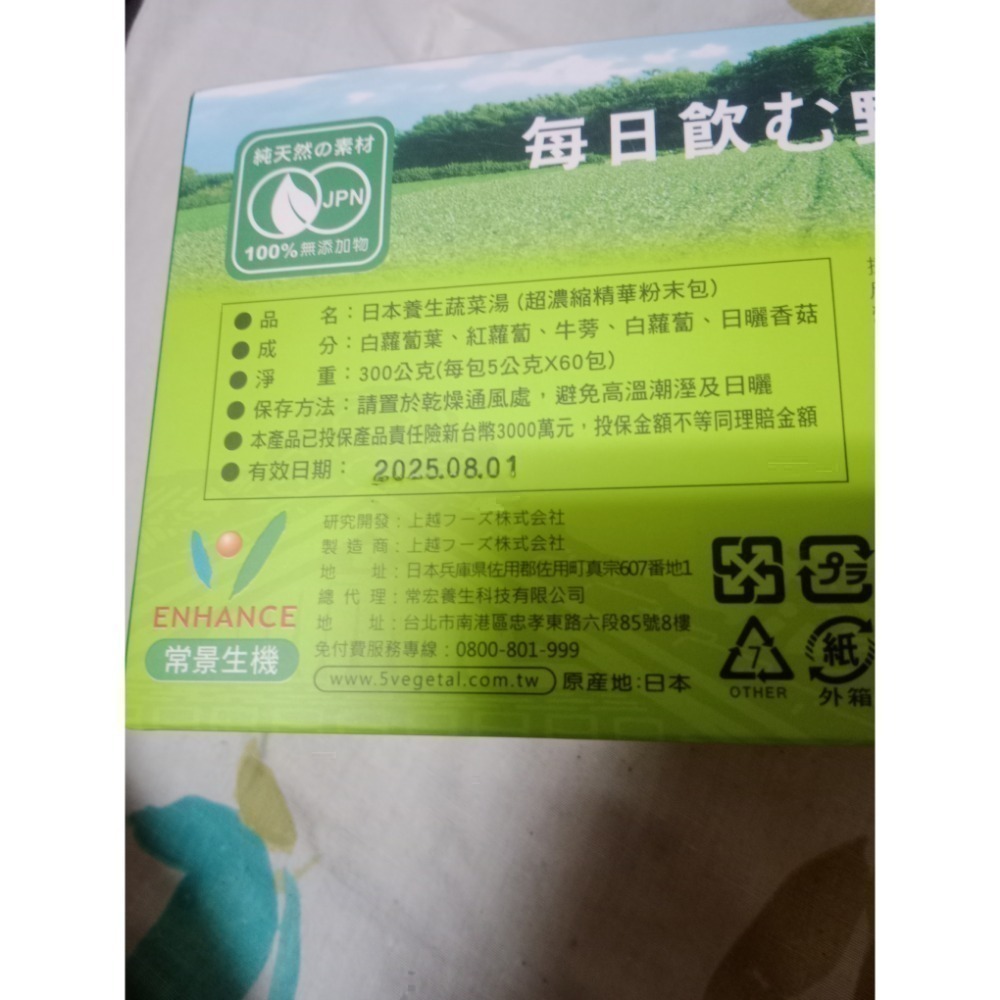 純天然の素材
JPN
100%無添加物
毎日飲む
●品　　名：日本養生蔬菜湯 (超濃縮精華粉末包)
●成　　分：白蘿蔔葉、紅蘿蔔、牛蒡、白蘿蔔、日曬香菇
●淨　　重：300公克(每包5公克X60包)
●保存方法：請置於乾燥通風處，避免高溫潮溼及日曬
●本產品已投保產品責任險新台幣3000萬元，投保金額不等同理賠金額
●有效日期： 2025.08.01
研究開發：上越フーズ株式会社
製 造 商：上越フーズ株式会社
地　　址：日本兵庫県佐用郡佐用町真宗607番地1
總 代 理：常宏養生科技有限公司
地　　址：台北市南港區忠孝東路六段85號8樓
免付費服務專線：0800-801-999
www.5vegetal.com.tw 原産地:日本
ENHANCE
常景生機
プラ
7
OTHER
紙
外箱